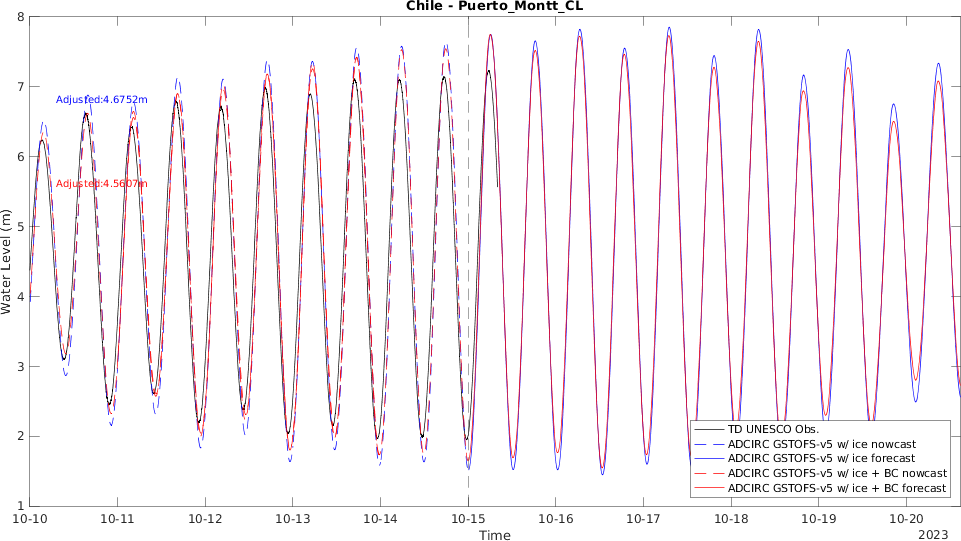 Chile - Puerto_Montt_CL
8
7
6
5
4
3
2
1
Water Level (m)
Adjusted:4.6752m
Adjusted:4.5607m
TD UNESCO Obs.
ADCIRC GSTOFS-v5 w/ ice nowcast
ADCIRC GSTOFS-v5 w/ ice forecast
ADCIRC GSTOFS-v5 w/ ice + BC nowcast
ADCIRC GSTOFS-v5 w/ ice + BC forecast
10-10 10-11 10-12 10-13 10-14 10-15 10-16 10-17 10-18 10-19 10-20
Time
2023